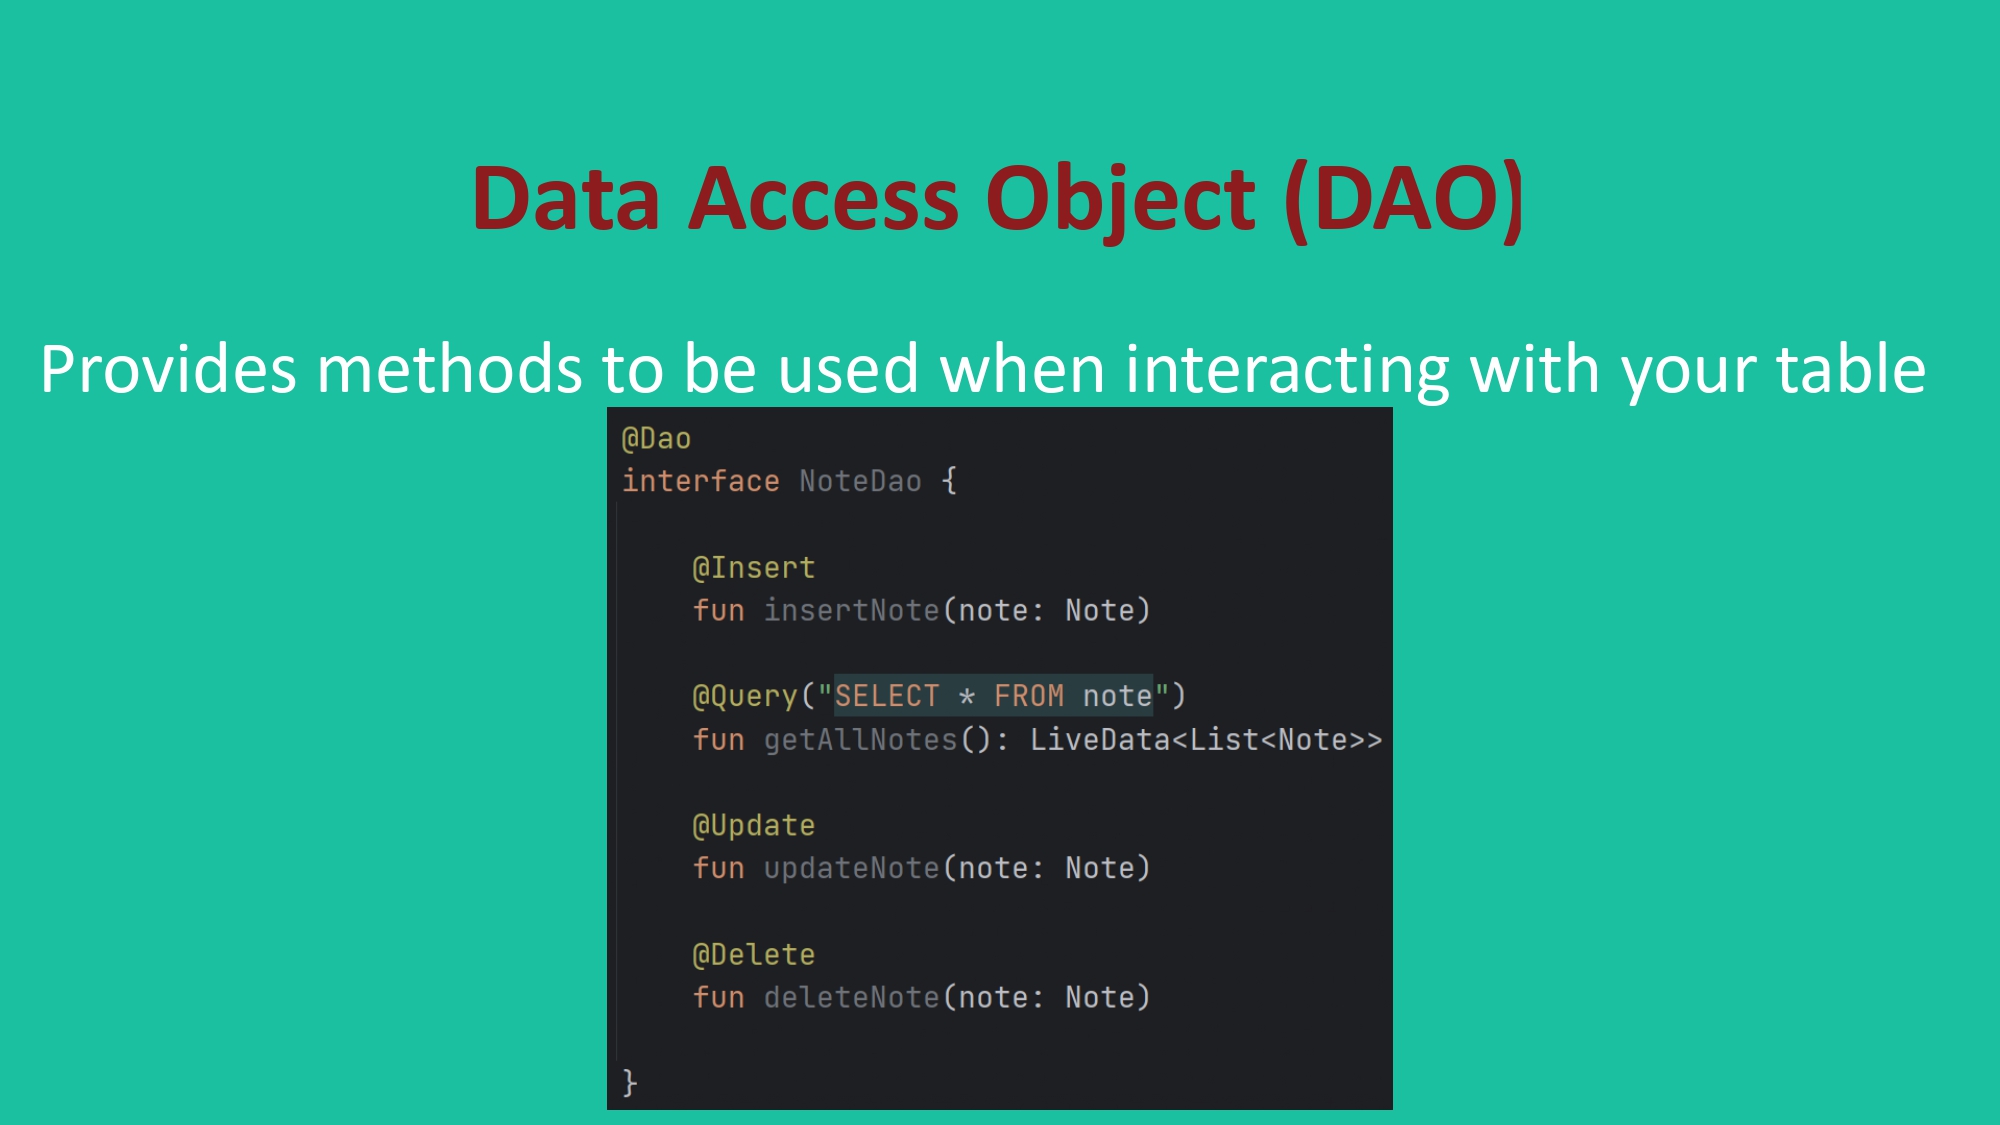 Data Access Object (DAO)
Provides methods to be used when interacting with your table
@Dao
interface NoteDao {
@Insert
fun insertNote(note: Note)
@Query("SELECT * FROM note")
fun getAllNotes(): LiveData<List<Note>>
@Update
fun updateNote(note: Note)
@Delete
fun deleteNote(note: Note)
}